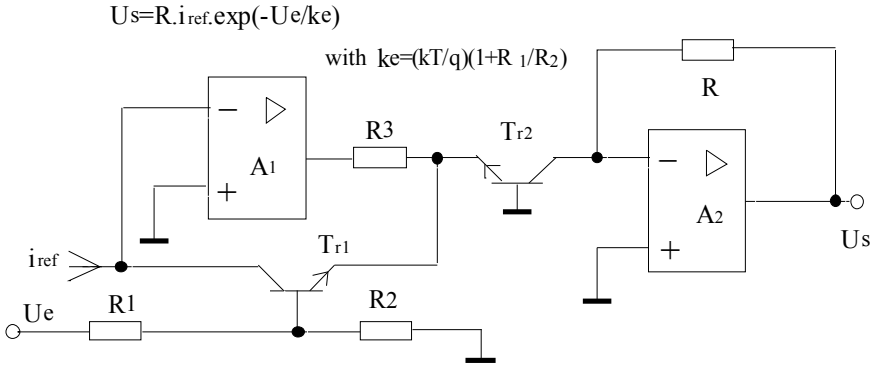 Us=R.iref.exp(-Ue/ke)
with ke=(kT/q)(1+R1/R2)
R
−
A1
+
R3
Tr2
−
A2
+
Us
iref
Tr1
Ue
R1
R2